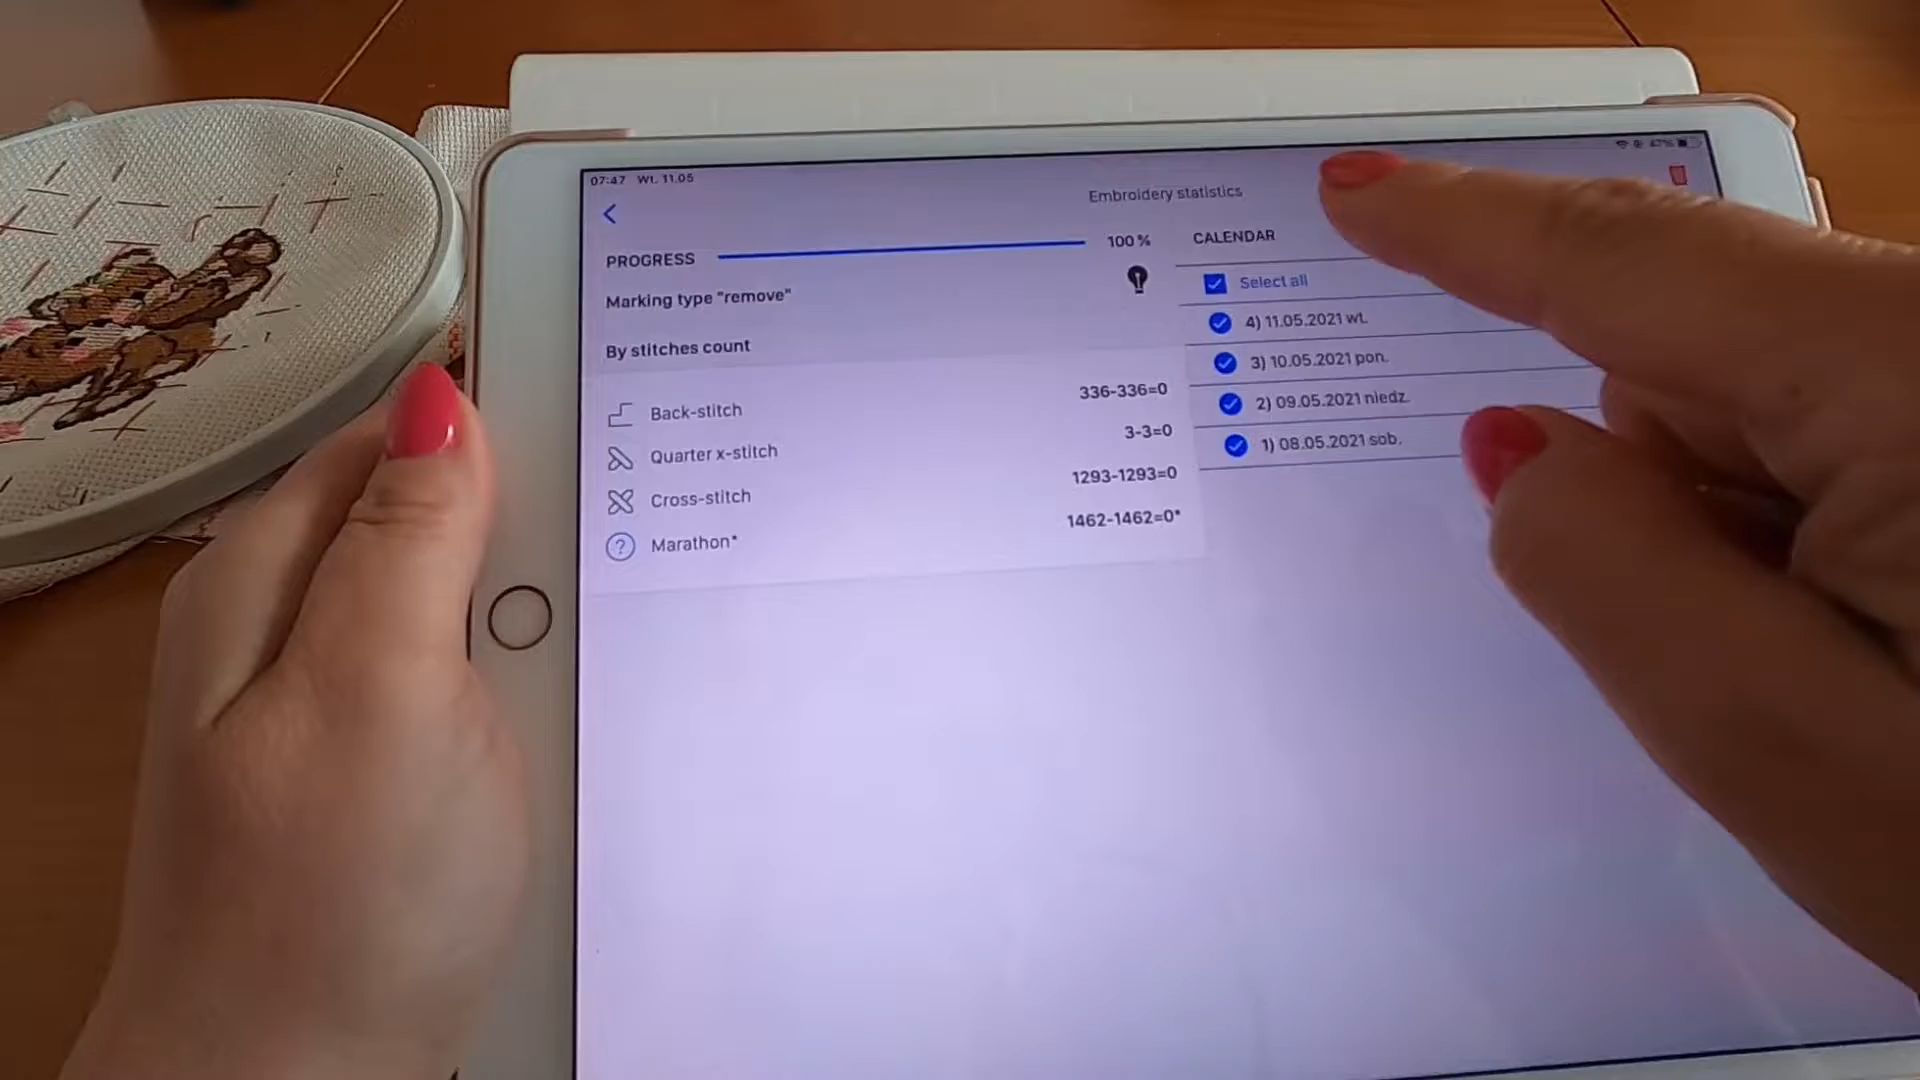 07:47 Wt. 11.05
47%
Embroidery statistics
PROGRESS
100 %
Marking type "remove"
By stitches count
Back-stitch 336-336=0
Quarter x-stitch 3-3=0
Cross-stitch 1293-1293=0
Marathon* 1462-1462=0*
CALENDAR
Select all
4) 11.05.2021 wt.
3) 10.05.2021 pon.
2) 09.05.2021 niedz.
1) 08.05.2021 sob.